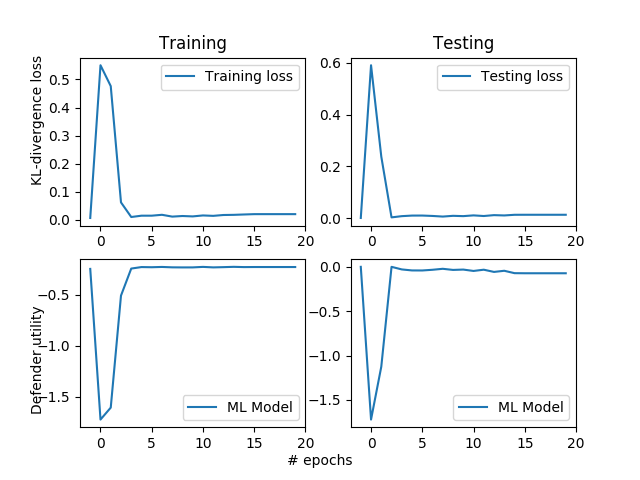 Training
Testing
KL-divergence loss
0.5
0.4
0.3
0.2
0.1
0.0
Training loss
0 5 10 15 20
0.6
0.4
0.2
0.0
Testing loss
0 5 10 15 20
Defender utility
−0.5
−1.0
−1.5
ML Model
0 5 10 15 20
0.0
−0.5
−1.0
−1.5
ML Model
0 5 10 15 20
# epochs